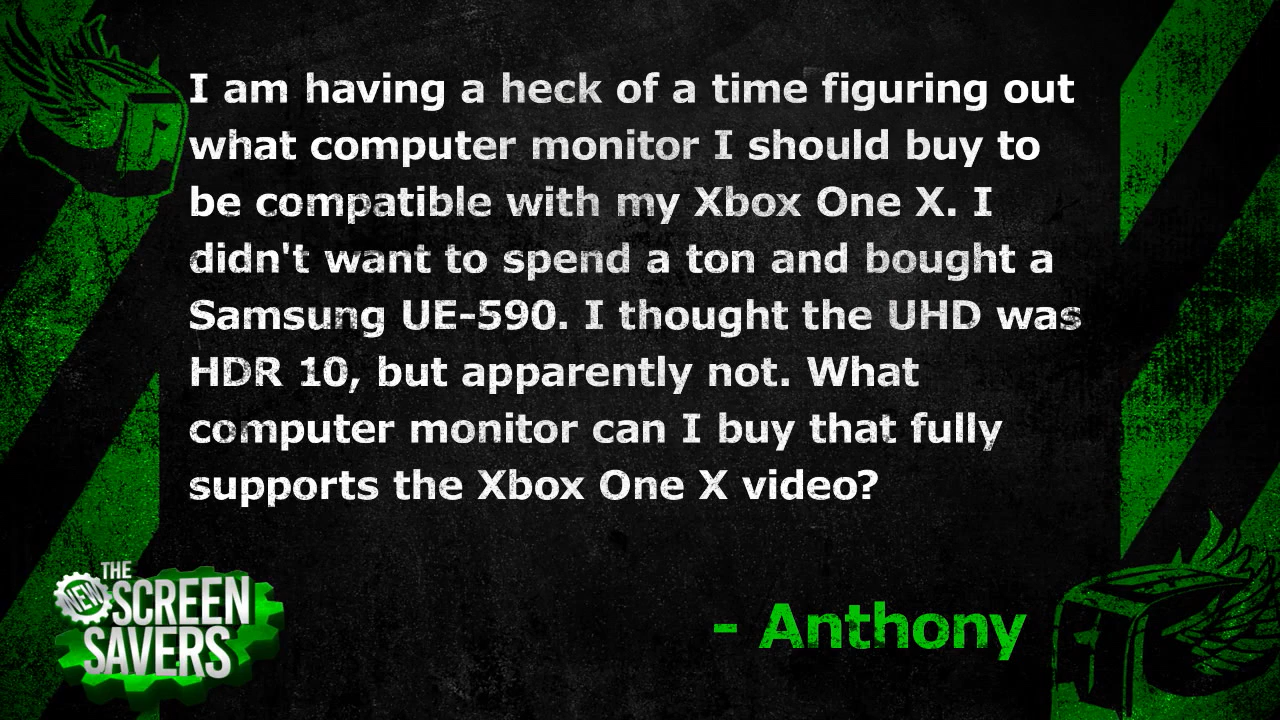 I am having a heck of a time figuring out
what computer monitor I should buy to
be compatible with my Xbox One X. I
didn't want to spend a ton and bought a
Samsung UE-590. I thought the UHD was
HDR 10, but apparently not. What
computer monitor can I buy that fully
supports the Xbox One X video?
- Anthony
THE
NEW SCREEN
SAVERS